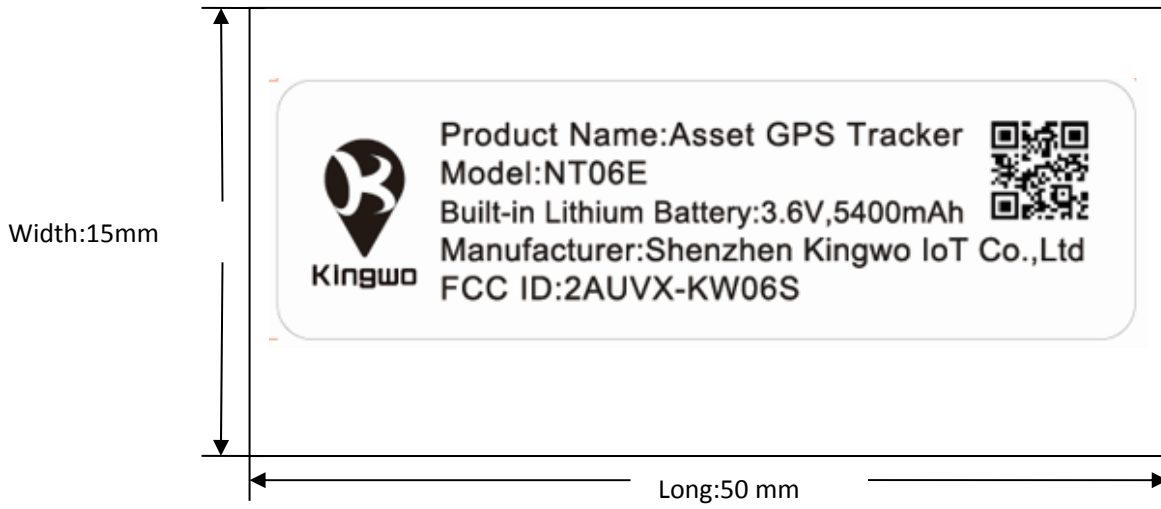 Product Name:Asset GPS Tracker
Model:NT06E
Built-in Lithium Battery:3.6V,5400mAh
Manufacturer:Shenzhen Kingwo IoT Co.,Ltd
Kingwo
FCC ID:2AUVX-KW06S
Width:15mm
Long:50 mm